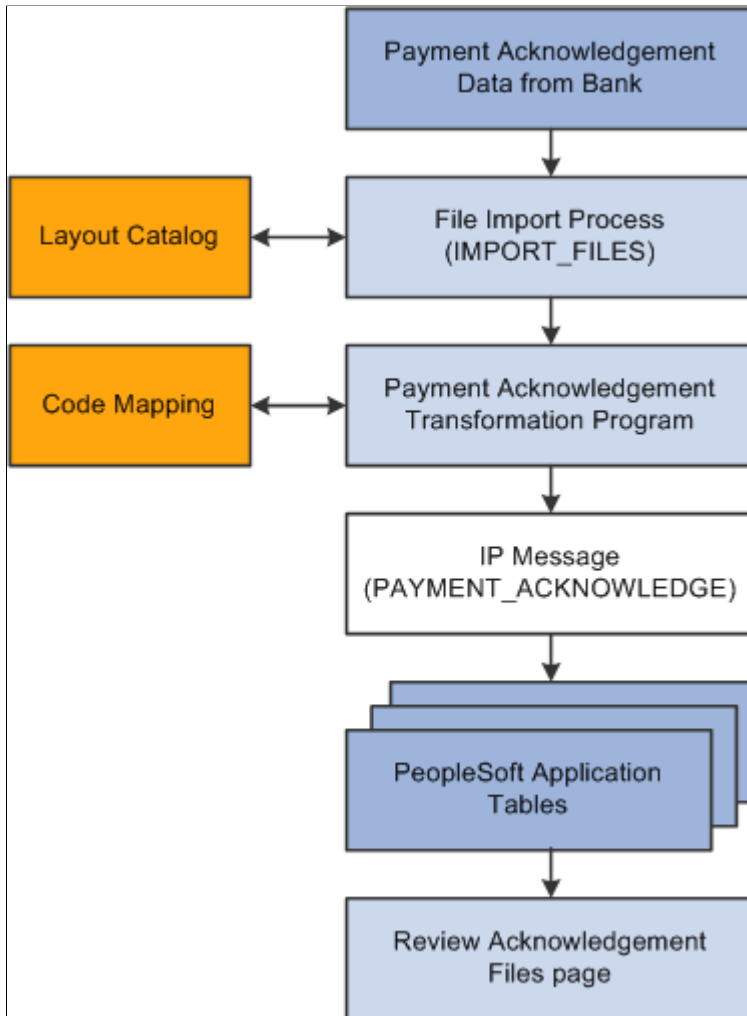 Payment Acknowledgement
Data from Bank
Layout Catalog
File Import Process
(IMPORT_FILES)
Code Mapping
Payment Acknowledgement
Transformation Program
IP Message
(PAYMENT_ACKNOWLEDGE)
PeopleSoft Application
Tables
Review Acknowledgement
Files page